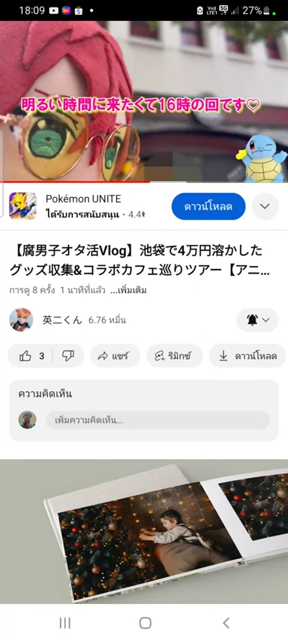 18:09
27%
明るい時間に来たくて16時の回です♡
Pokémon UNITE
ได้รับการสนับสนุน · 4.4★
ดาวน์โหลด
【腐男子オタ活Vlog】池袋で4万円溶かした
グッズ収集&コラボカフェ巡りツアー【アニ...
การดู 8 ครั้ง 1 นาทีที่แล้ว ...เพิ่มเติม
英二くん 6.76 หมื่น
3 แชร์ รีมิกซ์ ดาวน์โหลด
ความคิดเห็น
เพิ่มความคิดเห็น...